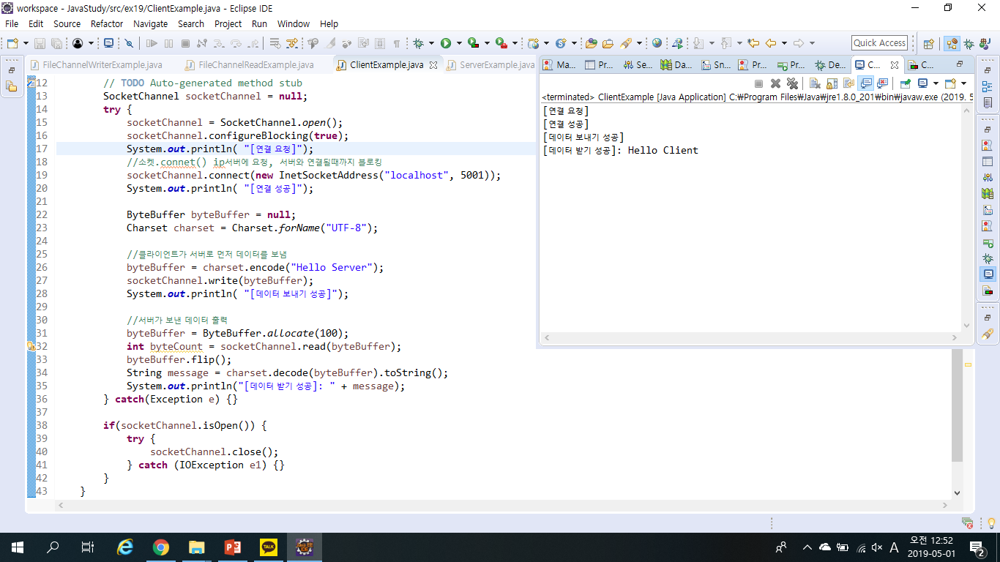 workspace - JavaStudy/src/ex19/ClientExample.java - Eclipse IDE
File Edit Source Refactor Navigate Search Project Run Window Help
Quick Access
FileChannelWriterExample.java FileChannelReadExample.java ClientExample.java ServerExample.java
Ma... Pr... Se... Da... Sn... Pr... Pr... De... C... C...
<terminated> ClientExample [Java Application] C:₩Program Files₩Java₩jre1.8.0_201₩bin₩javaw.exe (2019. 5
[연결 요청]
[연결 성공]
[데이터 보내기 성공]
[데이터 받기 성공]: Hello Client
12 // TODO Auto-generated method stub
13 SocketChannel socketChannel = null;
14 try {
15 socketChannel = SocketChannel.open();
16 socketChannel.configureBlocking(true);
17 System.out.println( "[연결 요청]");
18 //소켓.connet() ip서버에 요청, 서버와 연결될때까지 블로킹
19 socketChannel.connect(new InetSocketAddress("localhost", 5001));
20 System.out.println( "[연결 성공]");
21
22 ByteBuffer byteBuffer = null;
23 Charset charset = Charset.forName("UTF-8");
24
25 //클라이언트가 서버로 먼저 데이터를 보냄
26 byteBuffer = charset.encode("Hello Server");
27 socketChannel.write(byteBuffer);
28 System.out.println( "[데이터 보내기 성공]");
29
30 //서버가 보낸 데이터 출력
31 byteBuffer = ByteBuffer.allocate(100);
32 int byteCount = socketChannel.read(byteBuffer);
33 byteBuffer.flip();
34 String message = charset.decode(byteBuffer).toString();
35 System.out.println("[데이터 받기 성공]: " + message);
36 } catch(Exception e) {}
37
38 if(socketChannel.isOpen()) {
39 try {
40 socketChannel.close();
41 } catch (IOException e1) {}
42 }
43 }
TALK
Java EE
IDE
A
오전 12:52
2019-05-01
2